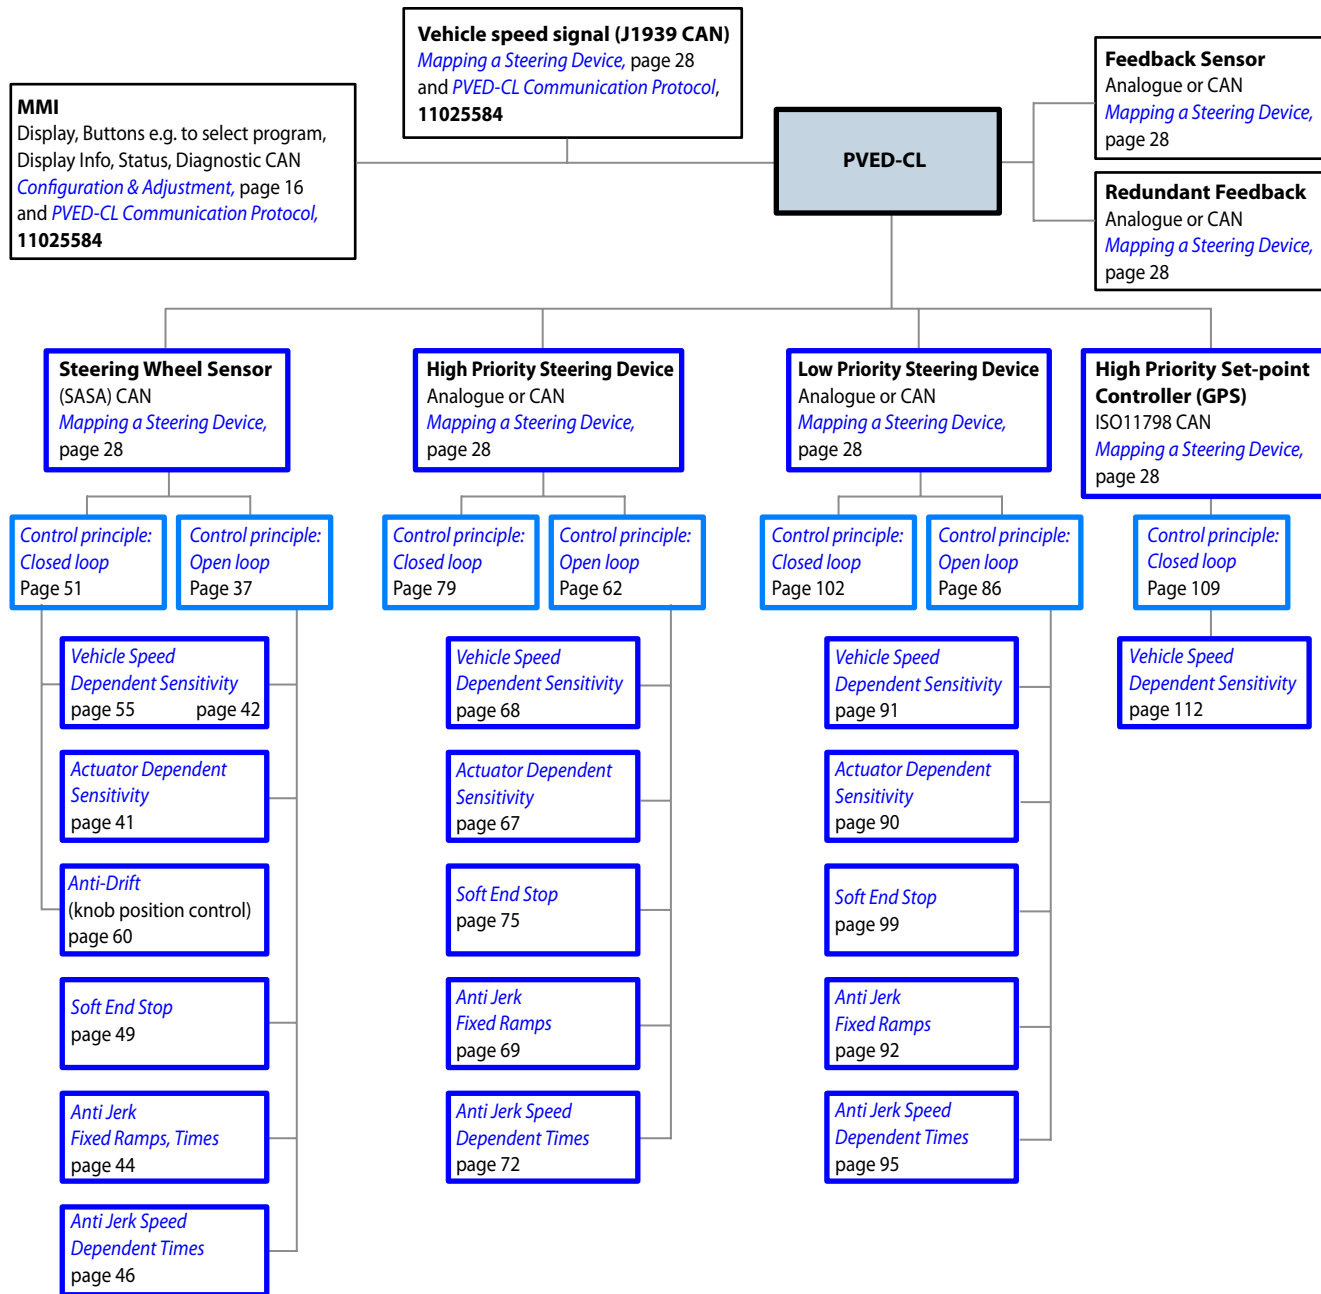 Vehicle speed signal (J1939 CAN)
Mapping a Steering Device, page 28
and PVED-CL Communication Protocol,
11025584
MMI
Display, Buttons e.g. to select program,
Display Info, Status, Diagnostic CAN
Configuration & Adjustment, page 16
and PVED-CL Communication Protocol,
11025584
PVED-CL
Feedback Sensor
Analogue or CAN
Mapping a Steering Device,
page 28
Redundant Feedback
Analogue or CAN
Mapping a Steering Device,
page 28
Steering Wheel Sensor
(SASA) CAN
Mapping a Steering Device,
page 28
High Priority Steering Device
Analogue or CAN
Mapping a Steering Device,
page 28
Low Priority Steering Device
Analogue or CAN
Mapping a Steering Device,
page 28
High Priority Set-point
Controller (GPS)
ISO11798 CAN
Mapping a Steering Device,
page 28
Control principle:
Closed loop
Page 51
Control principle:
Open loop
Page 37
Control principle:
Closed loop
Page 79
Control principle:
Open loop
Page 62
Control principle:
Closed loop
Page 102
Control principle:
Open loop
Page 86
Control principle:
Closed loop
Page 109
Vehicle Speed
Dependent Sensitivity
page 55 page 42
Actuator Dependent
Sensitivity
page 41
Anti-Drift
(knob position control)
page 60
Soft End Stop
page 49
Anti Jerk
Fixed Ramps, Times
page 44
Anti Jerk Speed
Dependent Times
page 46
Vehicle Speed
Dependent Sensitivity
page 68
Actuator Dependent
Sensitivity
page 67
Soft End Stop
page 75
Anti Jerk
Fixed Ramps
page 69
Anti Jerk Speed
Dependent Times
page 72
Vehicle Speed
Dependent Sensitivity
page 91
Actuator Dependent
Sensitivity
page 90
Soft End Stop
page 99
Anti Jerk
Fixed Ramps
page 92
Anti Jerk Speed
Dependent Times
page 95
Vehicle Speed
Dependent Sensitivity
page 112